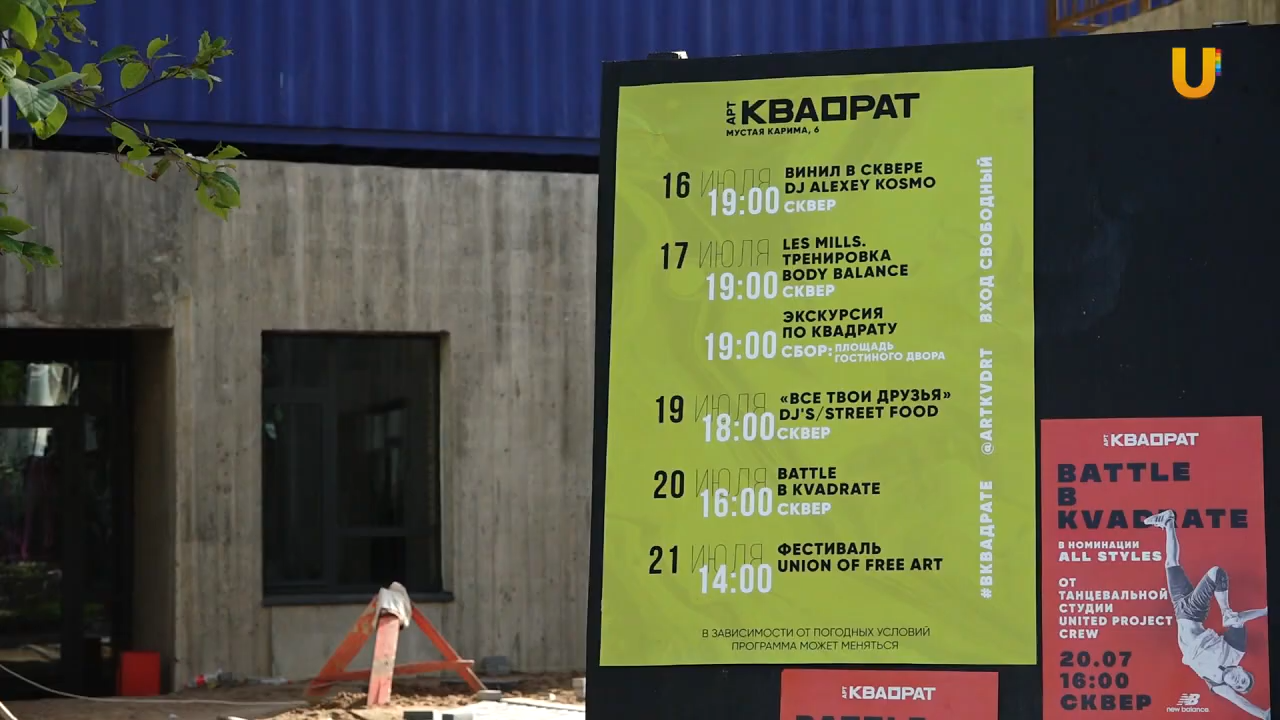 U
АРТ КВАДРАТ
МУСТАЯ КАРИМА, 6
16 ИЮЛЯ
19:00
ВИНИЛ В СКВЕРЕ
DJ ALEXEY KOSMO
СКВЕР
17 ИЮЛЯ
19:00
LES MILLS.
ТРЕНИРОВКА
BODY BALANCE
СКВЕР
19:00
ЭКСКУРСИЯ
ПО КВАДРАТУ
СБОР: ПЛОЩАДЬ
ГОСТИНОГО ДВОРА
19 ИЮЛЯ
18:00
«ВСЕ ТВОИ ДРУЗЬЯ»
DJ'S/STREET FOOD
СКВЕР
20 ИЮЛЯ
16:00
BATTLE
В KVADRATE
СКВЕР
21 ИЮЛЯ
14:00
ФЕСТИВАЛЬ
UNION OF FREE ART
В ЗАВИСИМОСТИ ОТ ПОГОДНЫХ УСЛОВИЙ
ПРОГРАММА МОЖЕТ МЕНЯТЬСЯ
#ВКВАДРАТЕ @ARTKVDRT ВХОД СВОБОДНЫЙ
АРТ КВАДРАТ
BATTLE
В
KVADRATE
В НОМИНАЦИИ
ALL STYLES
ОТ
ТАНЦЕВАЛЬНОЙ
СТУДИИ
UNITED PROJECT
CREW
20.07
16:00
СКВЕР
new balance
АРТ КВАДРАТ
BATTLE